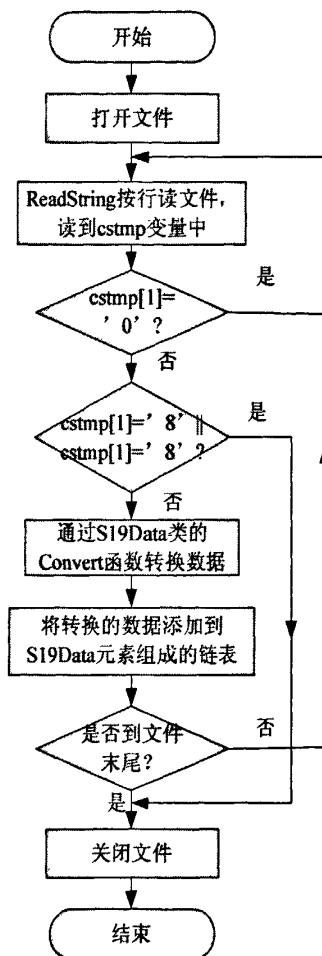 开始
打开文件
ReadString按行读文件，
读到cstmp变量中
cstmp[1]=
’0’?
是
否
cstmp[1]=’8’||
cstmp[1]=’8’?
是
否
通过S19Data类的
Convert函数转换数据
将转换的数据添加到
S19Data元素组成的链表
是否到文件
末尾?
否
是
关闭文件
结束